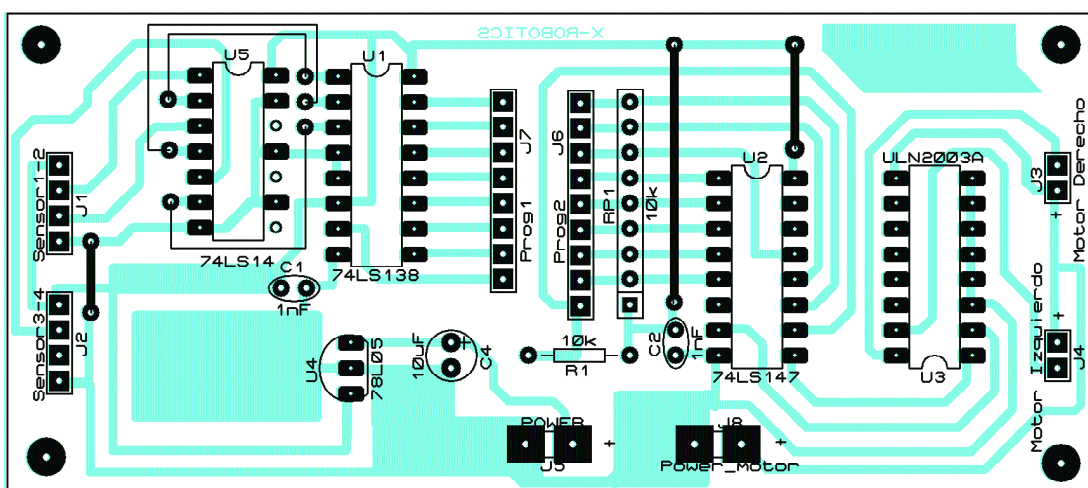 X-ROBOTICS
U5
U1
J7
Prog1
J6
Prog2
RP1
10k
U2
ULN2003A
J3
+
Motor Derecho
Sensor1-2
J1
74LS14
74LS138
C1
1nF
Sensor3-4
J2
U4
78L05
10uF
+
C4
10k
R1
C2
1nF
74LS147
U3
Motor Izquierdo
+
J4
POWER
+
J5
J8
+
Power_Motor